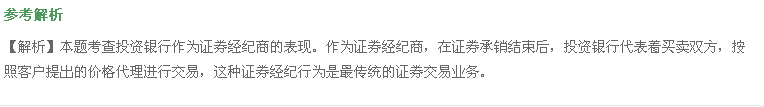 参考解析
【解析】本题考查投资银行作为证券经纪商的表现。作为证券经纪商，在证券承销结束后，投资银行代表着买卖双方，按
照客户提出的价格代理进行交易，这种证券经纪行为是最传统的证券交易业务。